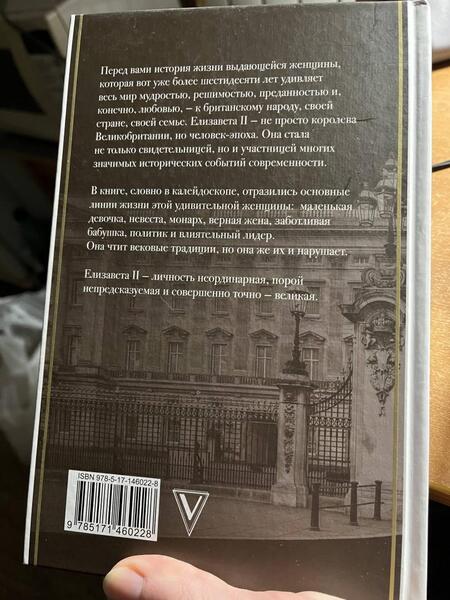 Перед вами история жизни выдающейся женщины,
которая вот уже более шестидесяти лет удивляет
весь мир мудростью, решимостью, преданностью и,
конечно, любовью, – к британскому народу, своей
стране, своей семье. Елизавета II – не просто королева
Великобритании, но человек-эпоха. Она стала
не только свидетельницей, но и участницей многих
значимых исторических событий современности.
В книге, словно в калейдоскопе, отразились основные
линии жизни этой удивительной женщины: маленькая
девочка, невеста, монарх, верная жена, заботливая
бабушка, политик и влиятельный лидер.
Она чтит вековые традиции, но она же их и нарушает.
Елизавета II – личность неординарная, порой
непредсказуемая и совершенно точно – великая.
ISBN 978-5-17-146022-8
9 785171 460228
V